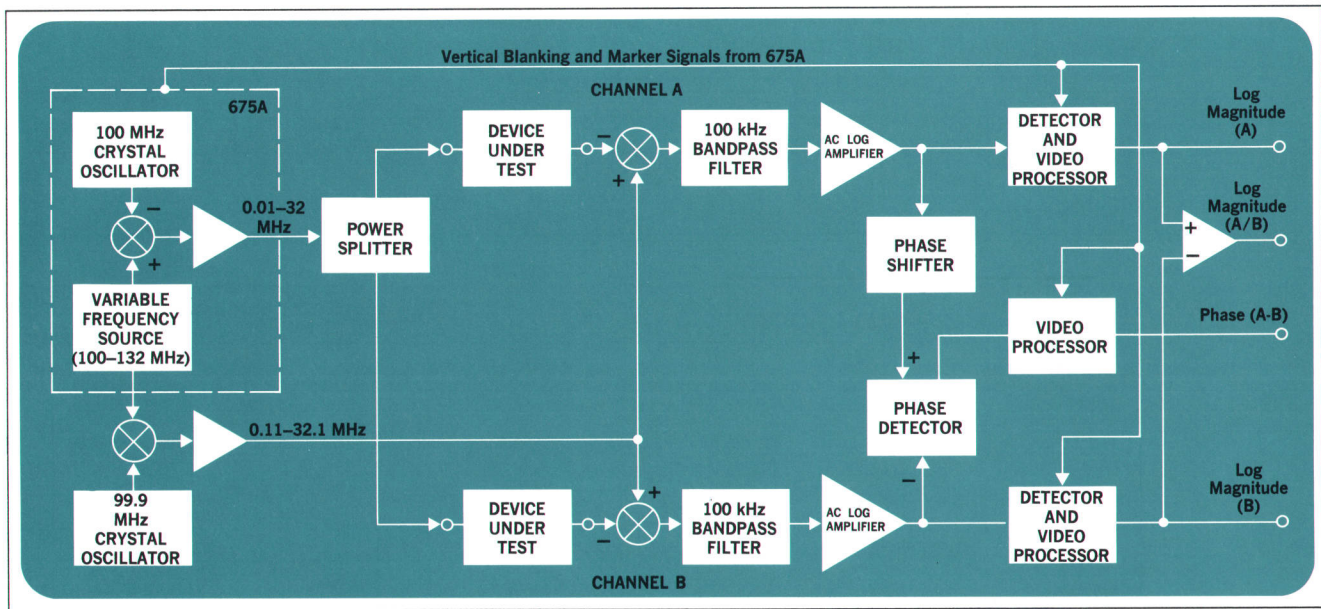 Vertical Blanking and Marker Signals from 675A
CHANNEL A
675A
100 MHz
CRYSTAL
OSCILLATOR
−
+
0.01–32
MHz
VARIABLE
FREQUENCY
SOURCE
(100–132 MHz)
0.11–32.1 MHz
99.9
MHz
CRYSTAL
OSCILLATOR
POWER
SPLITTER
DEVICE
UNDER
TEST
−
+
100 kHz
BANDPASS
FILTER
AC LOG
AMPLIFIER
DETECTOR
AND
VIDEO
PROCESSOR
Log
Magnitude
(A)
+
−
Log
Magnitude
(A/B)
PHASE
SHIFTER
+
VIDEO
PROCESSOR
Phase (A-B)
PHASE
DETECTOR
−
DEVICE
UNDER
TEST
+
−
100 kHz
BANDPASS
FILTER
AC LOG
AMPLIFIER
DETECTOR
AND VIDEO
PROCESSOR
Log
Magnitude
(B)
CHANNEL B